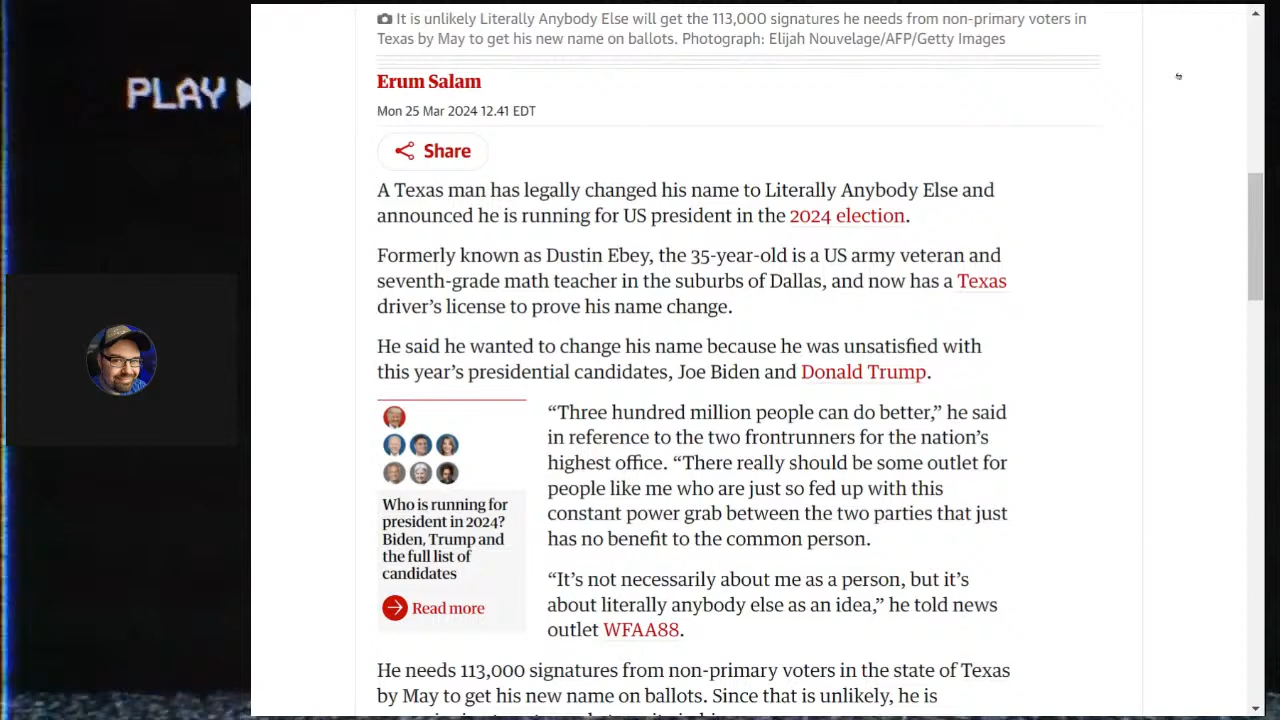 PLAY
It is unlikely Literally Anybody Else will get the 113,000 signatures he needs from non-primary voters in
Texas by May to get his new name on ballots. Photograph: Elijah Nouvelage/AFP/Getty Images
Erum Salam
Mon 25 Mar 2024 12.41 EDT
Share
A Texas man has legally changed his name to Literally Anybody Else and
announced he is running for US president in the 2024 election.
Formerly known as Dustin Ebey, the 35-year-old is a US army veteran and
seventh-grade math teacher in the suburbs of Dallas, and now has a Texas
driver’s license to prove his name change.
He said he wanted to change his name because he was unsatisfied with
this year’s presidential candidates, Joe Biden and Donald Trump.
Who is running for
president in 2024?
Biden, Trump and
the full list of
candidates
Read more
“Three hundred million people can do better,” he said
in reference to the two frontrunners for the nation’s
highest office. “There really should be some outlet for
people like me who are just so fed up with this
constant power grab between the two parties that just
has no benefit to the common person.
“It’s not necessarily about me as a person, but it’s
about literally anybody else as an idea,” he told news
outlet WFAA88.
He needs 113,000 signatures from non-primary voters in the state of Texas
by May to get his new name on ballots. Since that is unlikely, he is